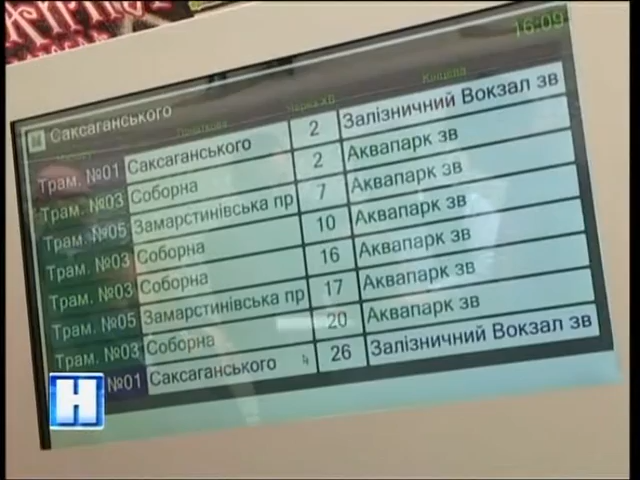 16:09
Саксаганського
Початкова Через ХВ Кінцева
Трам. №01 Саксаганського 2 Залізничний Вокзал зв
Трам. №03 Соборна 2 Аквапарк зв
Трам. №05 Замарстинівська пр 7 Аквапарк зв
Трам. №03 Соборна 10 Аквапарк зв
Трам. №03 Соборна 16 Аквапарк зв
Трам. №05 Замарстинівська пр 17 Аквапарк зв
Трам. №03 Соборна 20 Аквапарк зв
№01 Саксаганського 26 Залізничний Вокзал зв
Н